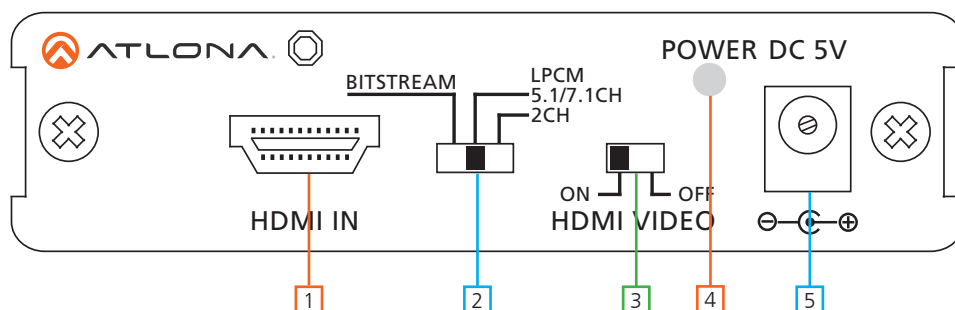 ATLONA.
POWER DC 5V
BITSTREAM
LPCM
5.1/7.1CH
2CH
ON
OFF
HDMI IN
HDMI VIDEO
1
2
3
4
5